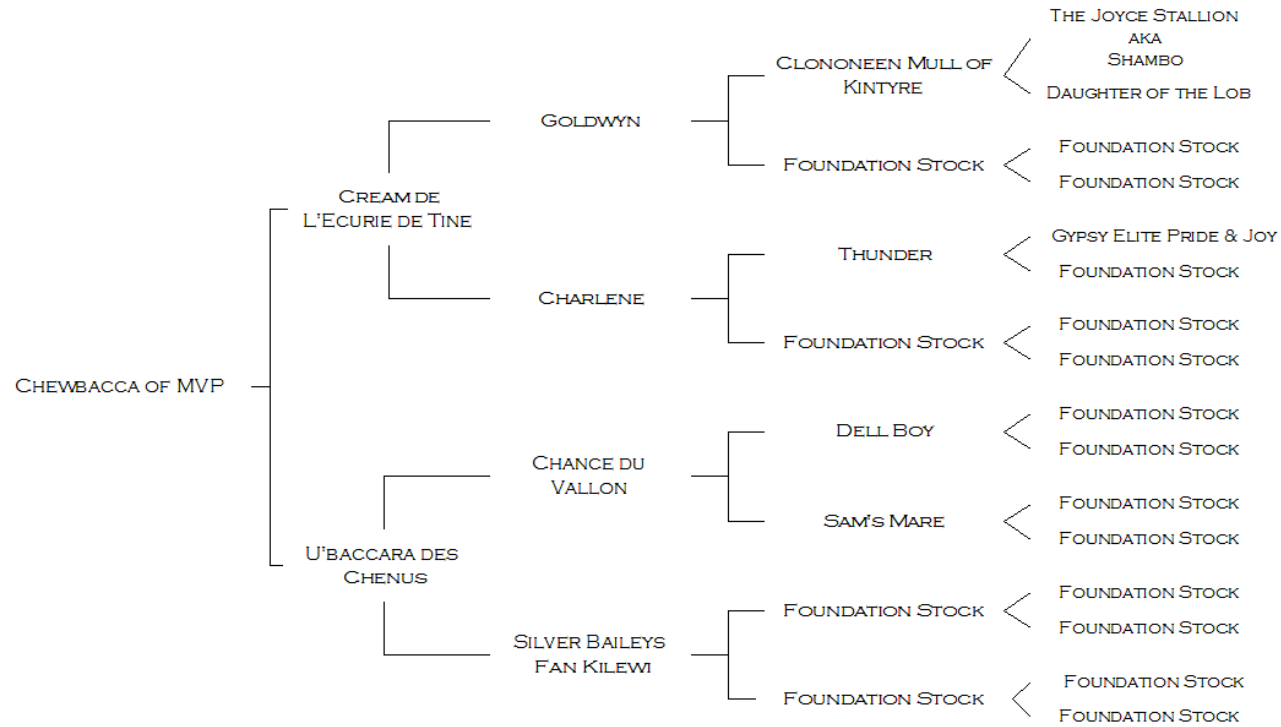 The Joyce Stallion
aka
Shambo
Clononeen Mull of
Kintyre
Daughter of the Lob
Goldwyn
Foundation Stock
Foundation Stock
Foundation Stock
Cream de
L'Ecurie de Tine
Gypsy Elite Pride & Joy
Thunder
Foundation Stock
Charlene
Foundation Stock
Foundation Stock
Foundation Stock
Chewbacca of MVP
Foundation Stock
Dell Boy
Foundation Stock
Chance du
Vallon
Foundation Stock
Sam's Mare
Foundation Stock
U'baccara des
Chenus
Foundation Stock
Foundation Stock
Foundation Stock
Silver Baileys
Fan Kilewi
Foundation Stock
Foundation Stock
Foundation Stock